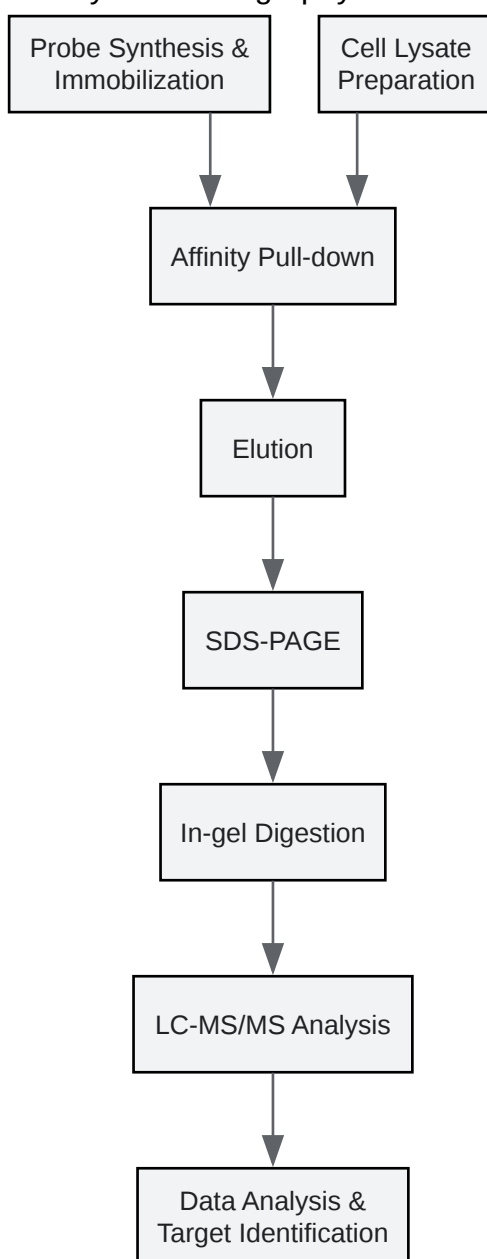 Probe Synthesis &
Immobilization
Cell Lysate
Preparation
Affinity Pull-down
Elution
SDS-PAGE
In-gel Digestion
LC-MS/MS Analysis
Data Analysis &
Target Identification